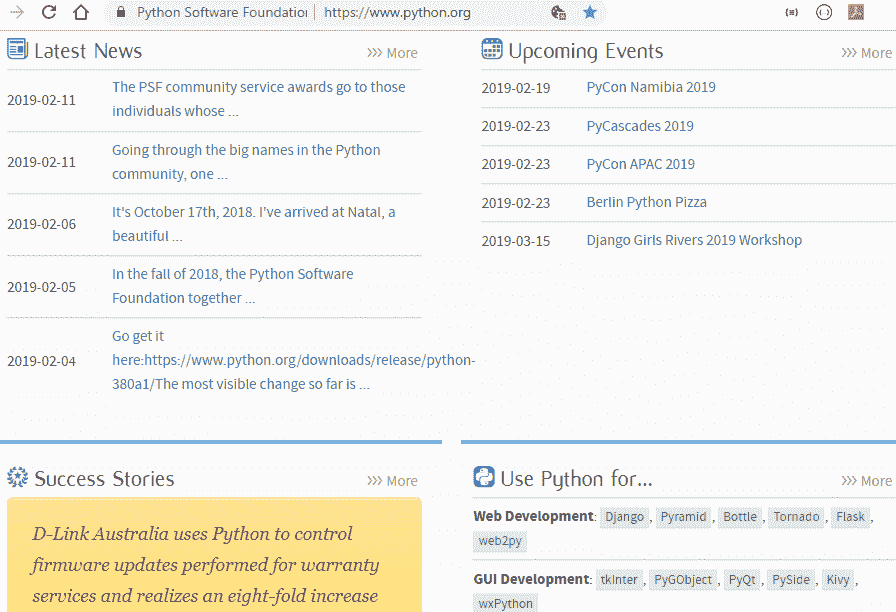 Python Software Foundation https://www.python.org
Latest News
>>> More
2019-02-11
The PSF community service awards go to those
individuals whose ...
2019-02-11
Going through the big names in the Python
community, one ...
2019-02-06
It's October 17th, 2018. I've arrived at Natal, a
beautiful ...
2019-02-05
In the fall of 2018, the Python Software
Foundation together ...
2019-02-04
Go get it
here:https://www.python.org/downloads/release/python-
380a1/The most visible change so far is ...
Upcoming Events
>>> More
2019-02-19 PyCon Namibia 2019
2019-02-23 PyCascades 2019
2019-02-23 PyCon APAC 2019
2019-02-23 Berlin Python Pizza
2019-03-15 Django Girls Rivers 2019 Workshop
Success Stories
>>> More
D-Link Australia uses Python to control
firmware updates performed for warranty
services and realizes an eight-fold increase
Use Python for...
>>> More
Web Development: Django , Pyramid , Bottle , Tornado , Flask ,
web2py
GUI Development: tkInter , PyGObject , PyQt , PySide , Kivy ,
wxPython